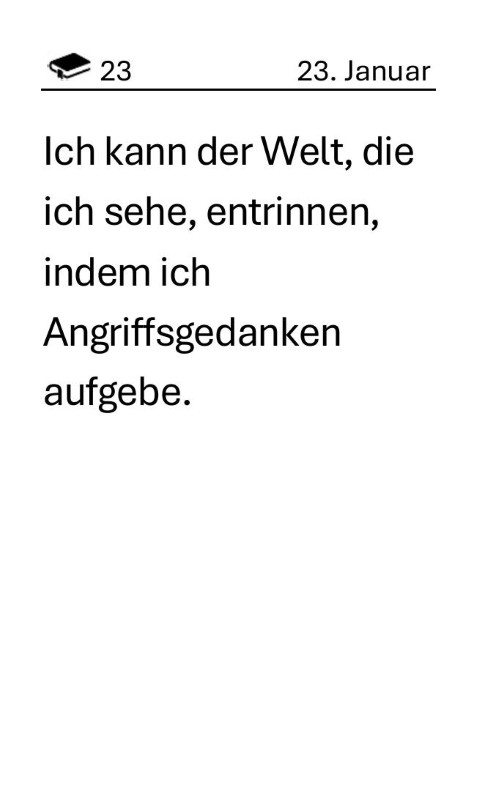 23 23. Januar
Ich kann der Welt, die
ich sehe, entrinnen,
indem ich
Angriffsgedanken
aufgebe.